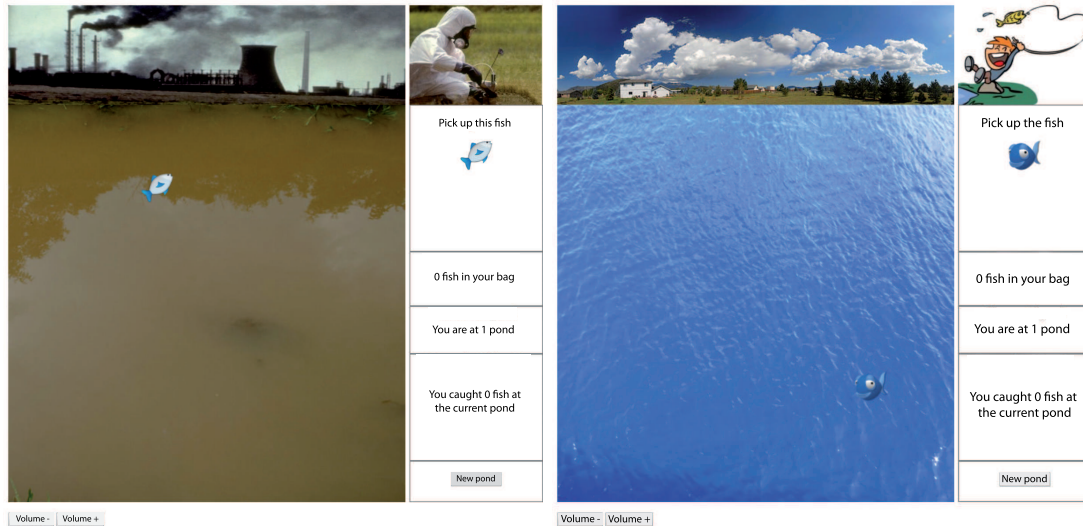 Pick up this fish
0 fish in your bag
You are at 1 pond
You caught 0 fish at
the current pond
New pond
Volume - Volume +
Pick up the fish
0 fish in your bag
You are at 1 pond
You caught 0 fish at
the current pond
New pond
Volume - Volume +